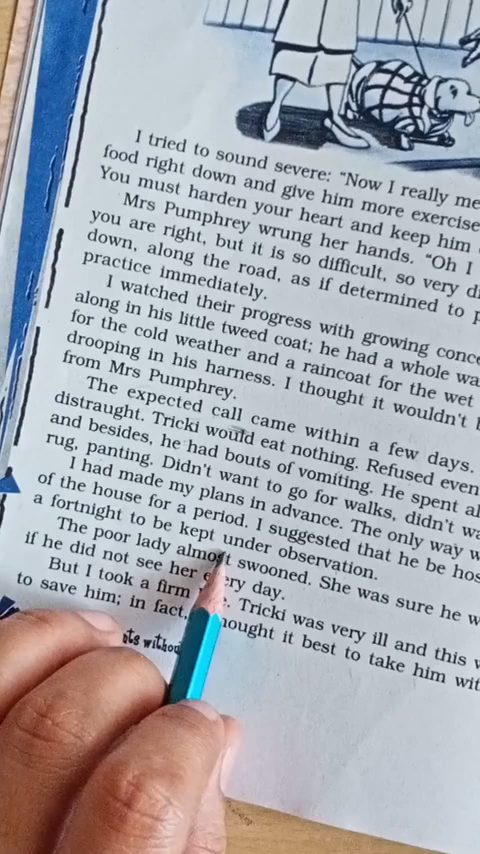 I tried to sound severe: "Now I really me
food right down and give him more exercise
You must harden your heart and keep him
Mrs Pumphrey wrung her hands. "Oh I
you are right, but it is so difficult, so very di
down, along the road, as if determined to p
practice immediately.
I watched their progress with growing conce
along in his little tweed coat; he had a whole wa
for the cold weather and a raincoat for the wet
drooping in his harness. I thought it wouldn't b
from Mrs Pumphrey.
The expected call came within a few days.
distraught. Tricki would eat nothing. Refused even
and besides, he had bouts of vomiting. He spent al
rug, panting. Didn't want to go for walks, didn't wa
I had made my plans in advance. The only way w
of the house for a period. I suggested that he be hos
a fortnight to be kept under observation.
The poor lady almost swooned. She was sure he w
if he did not see her every day.
But I took a firm Tricki was very ill and this w
to save him; in fact, thought it best to take him wit
ts withou